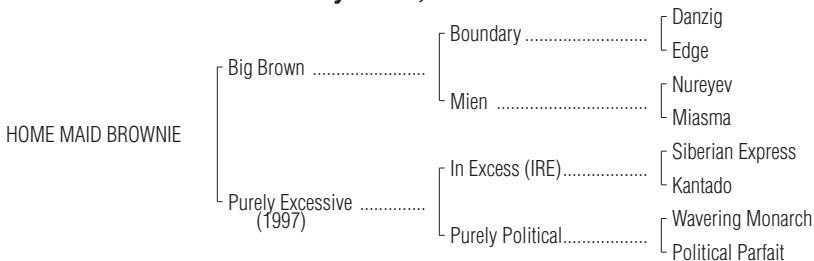 Danzig
Boundary ..................................
Edge
Big Brown .........................
Nureyev
Mien ..........................................
Miasma
HOME MAID BROWNIE
Siberian Express
In Excess (IRE).......................
Kantado
Purely Excessive ...............
(1997)
Wavering Monarch
Purely Political.......................
Political Parfait